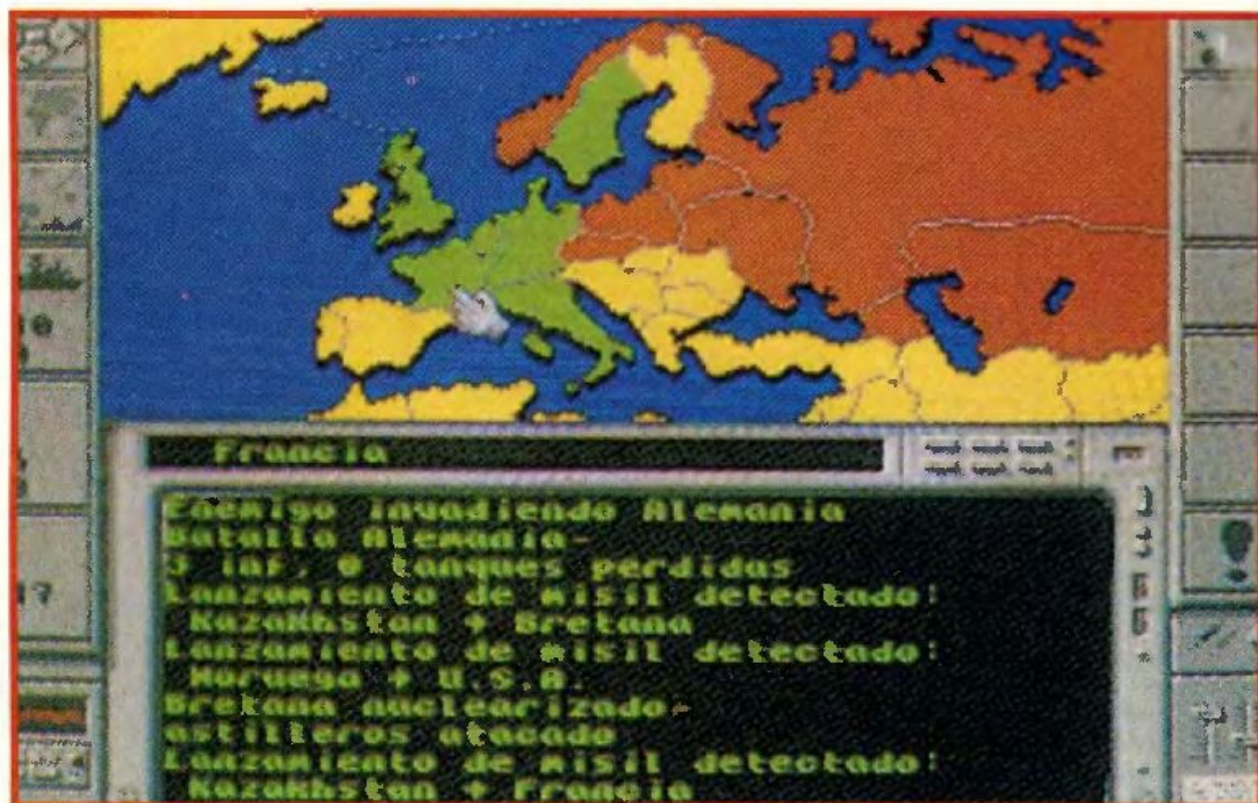 Francia
Enemigo invadiendo Alemania
Batalla Alemania-
3 inf, 0 tanques perdidas
Lanzamiento de misil detectado:
Kazakhstan → Bretana
Lanzamiento de misil detectado:
Noruega → U.S.A.
Bretana nuclearizado-
astilleros atacado
Lanzamiento de misil detectado:
Kazakhstan → Francia